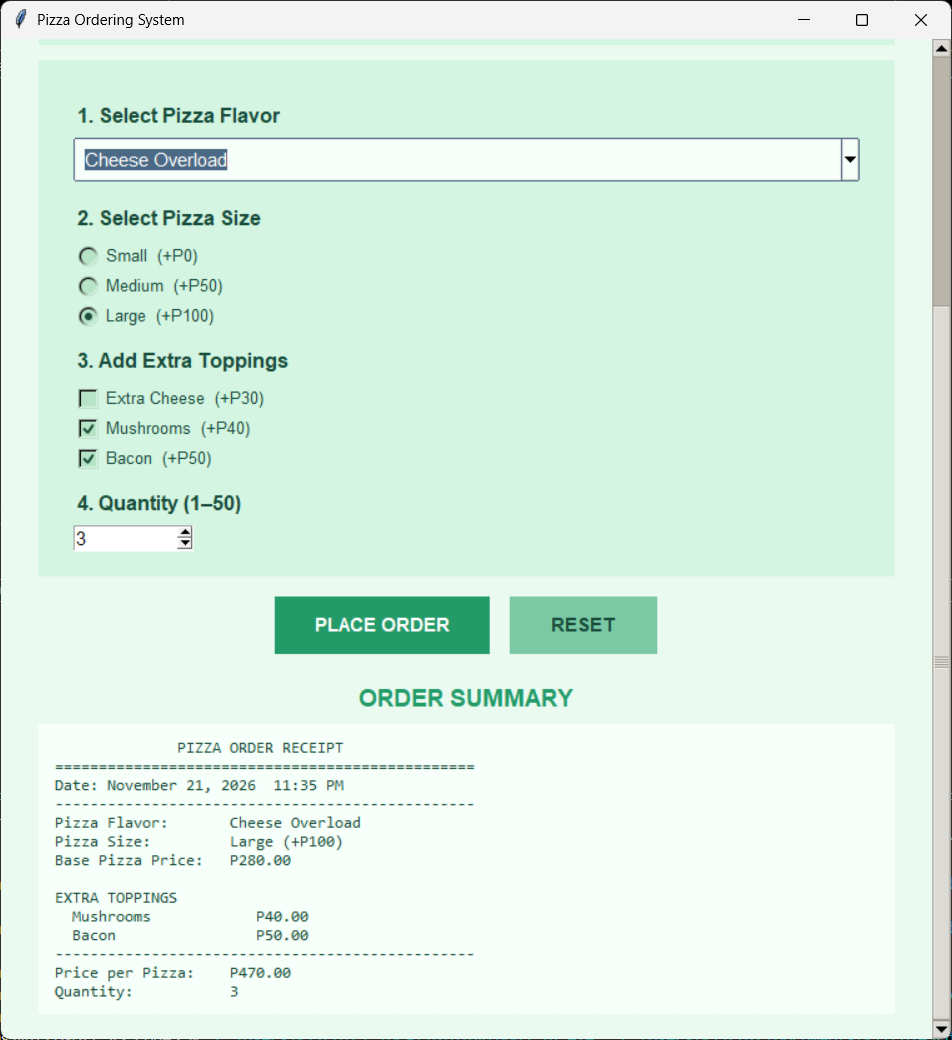 Pizza Ordering System
1. Select Pizza Flavor
Cheese Overload
2. Select Pizza Size
Small  (+P0)
Medium  (+P50)
Large  (+P100)
3. Add Extra Toppings
Extra Cheese  (+P30)
Mushrooms  (+P40)
Bacon  (+P50)
4. Quantity (1–50)
3
PLACE ORDER RESET
ORDER SUMMARY
PIZZA ORDER RECEIPT
================================================
Date: November 21, 2026  11:35 PM
------------------------------------------------
Pizza Flavor:       Cheese Overload
Pizza Size:         Large (+P100)
Base Pizza Price:   P280.00
EXTRA TOPPINGS
  Mushrooms            P40.00
  Bacon                P50.00
------------------------------------------------
Price per Pizza:    P470.00
Quantity:           3